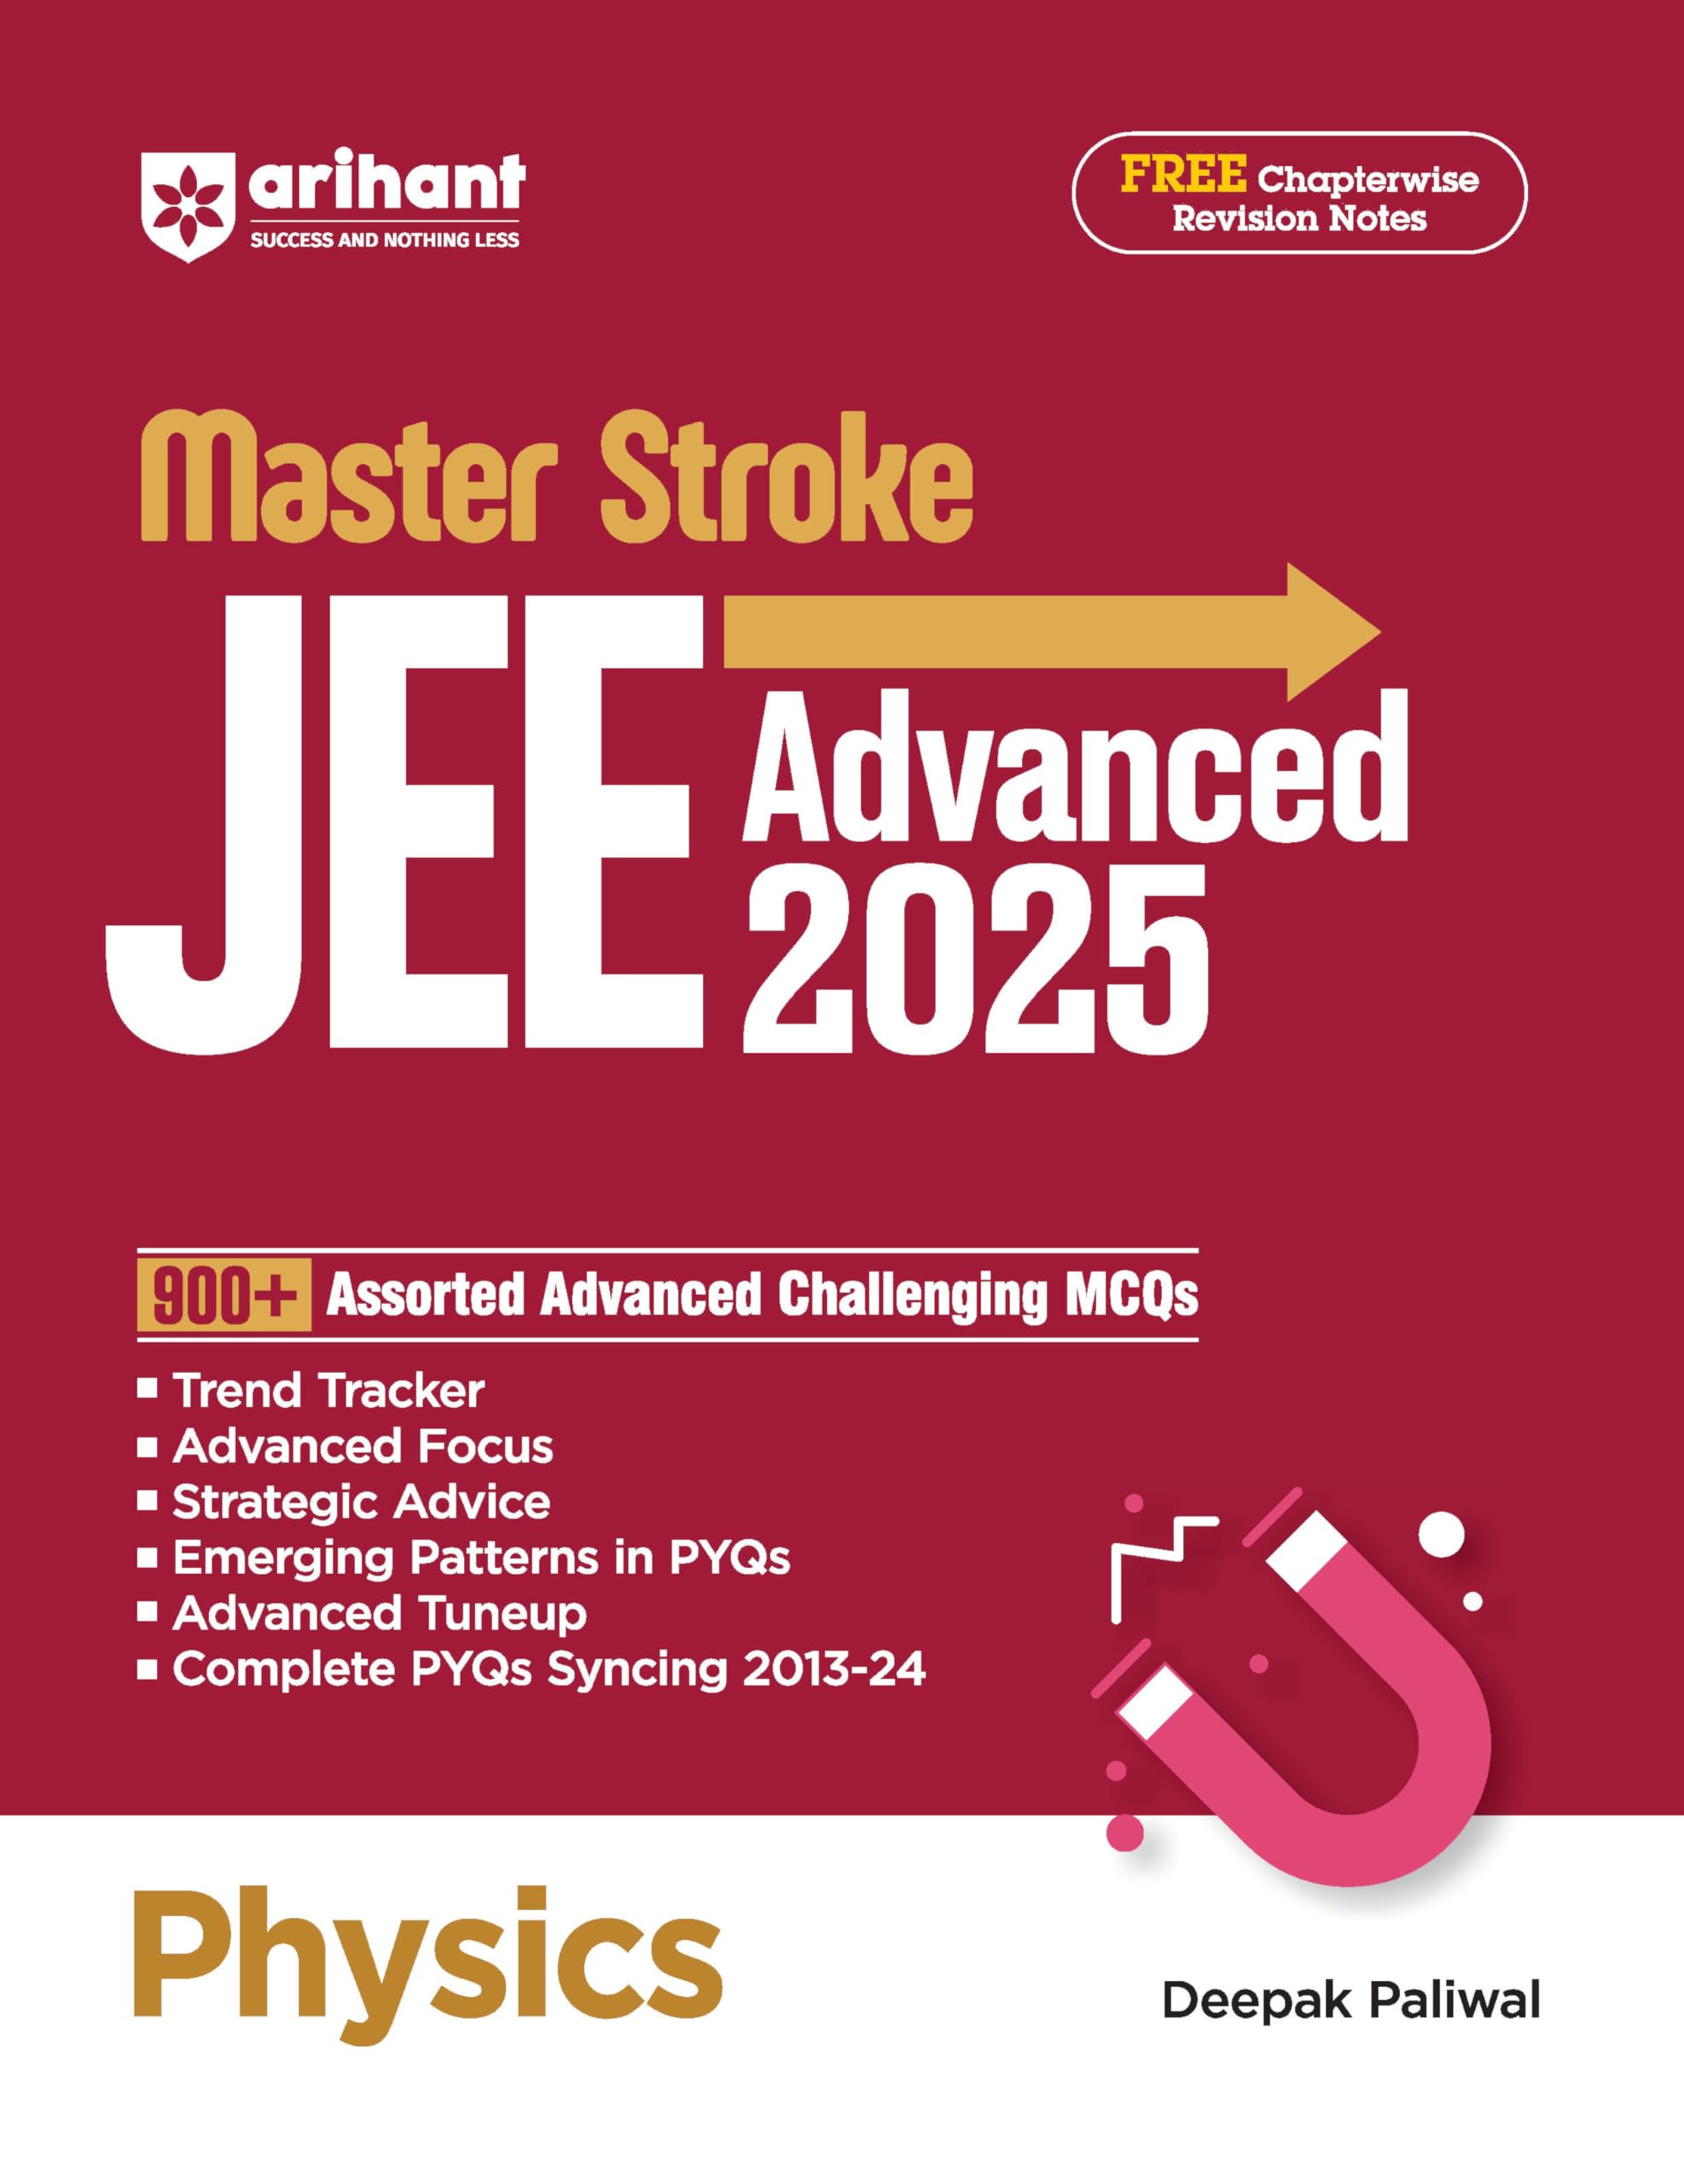 arihant
SUCCESS AND NOTHING LESS
FREE Chapterwise
Revision Notes
Master Stroke
JEE
Advanced
2025
900+ Assorted Advanced Challenging MCQs
Trend Tracker
Advanced Focus
Strategic Advice
Emerging Patterns in PYQs
Advanced Tuneup
Complete PYQs Syncing 2013-24
Physics
Deepak Paliwal